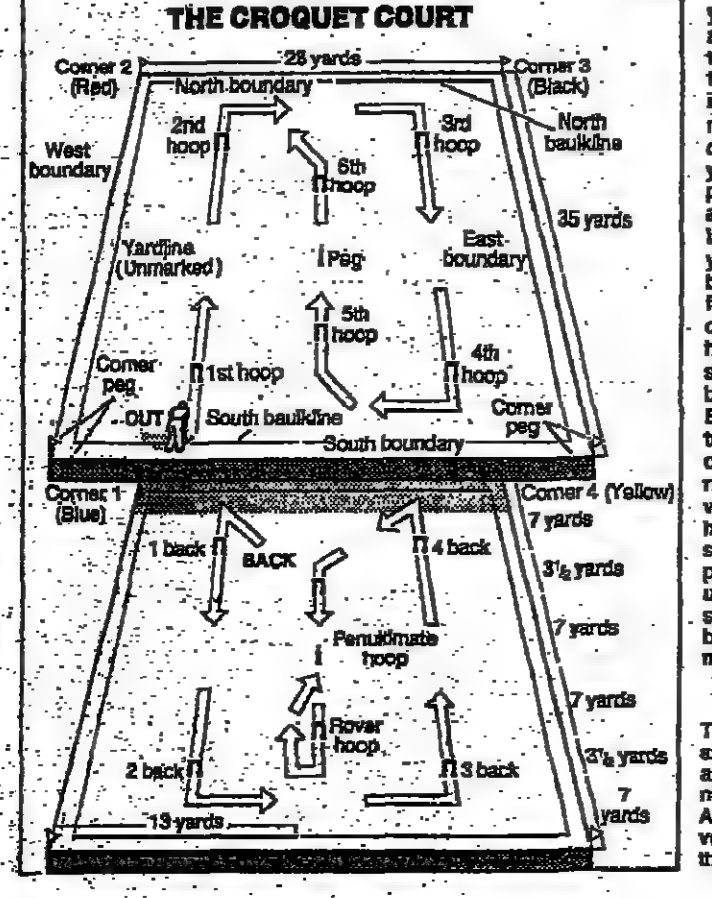 THE CROQUET COURT
28 yards
Corner 2
(Red)
Corner 3
(Black)
North boundary
2nd
hoop
3rd
hoop
North
baulkline
West
boundary
6th
hoop
35 yards
Yardline
(Unmarked)
Peg
East
boundary
5th
hoop
Corner
peg
1st hoop
4th
hoop
OUT
South baulkline
Corner
peg
South boundary
Corner 1
(Blue)
Corner 4 (Yellow)
7 yards
1 back
BACK
4 back
3½ yards
7 yards
Penultimate
hoop
7 yards
Rover
hoop
2 back
3 back
3½ yards
13 yards
7
yards